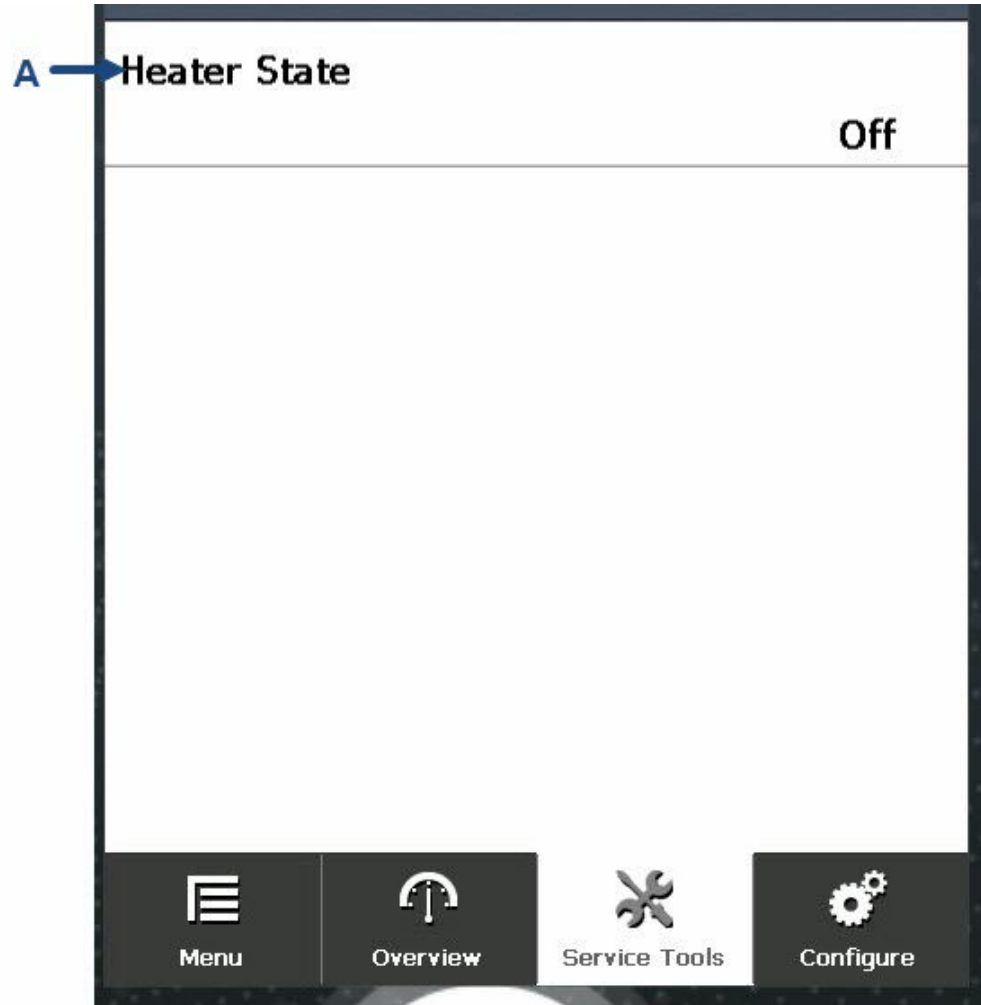 A
Heater State
Off
Menu
Overview
Service Tools
Configure